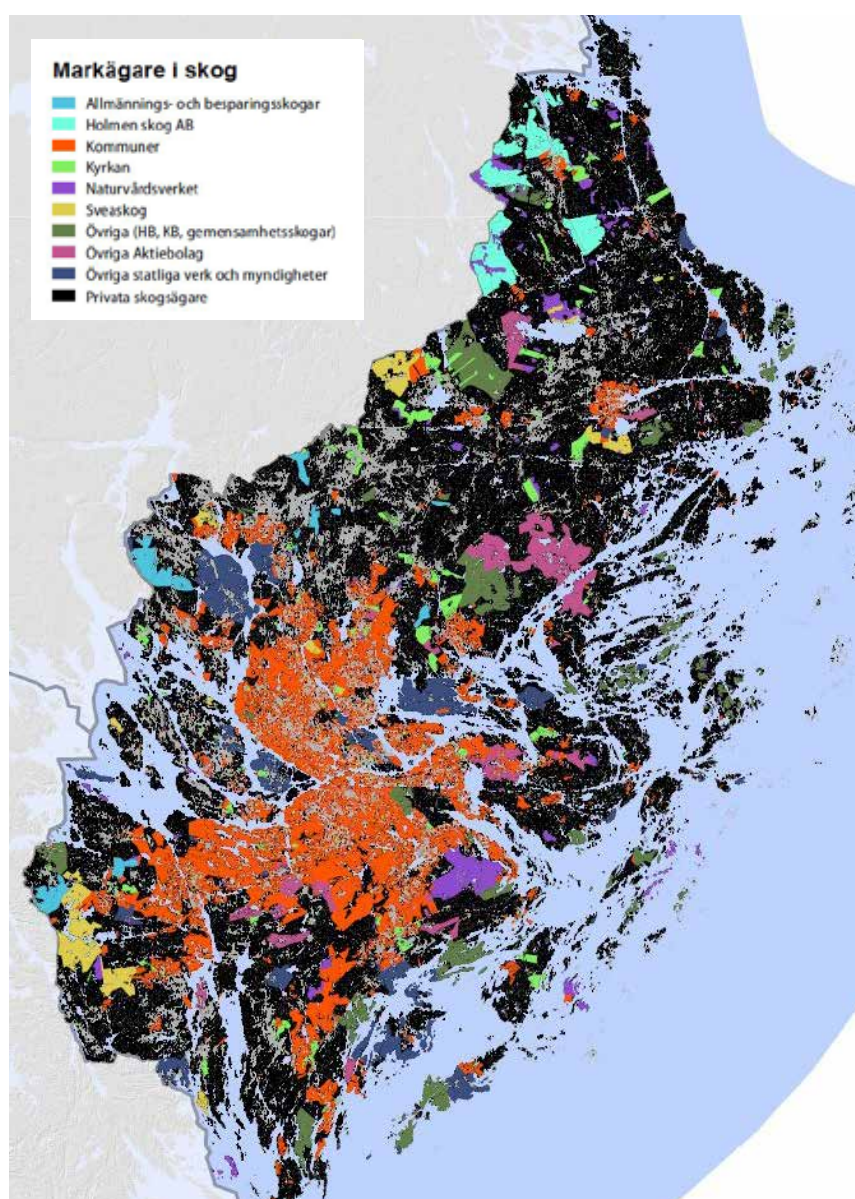 Markägare i skog
Allmännings- och besparingsskogar
Holmen skog AB
Kommuner
Kyrkan
Naturvårdsverket
Sveaskog
Övriga (HB, KB, gemensamhetsskogar)
Övriga Aktiebolag
Övriga statliga verk och myndigheter
Privata skogsägare